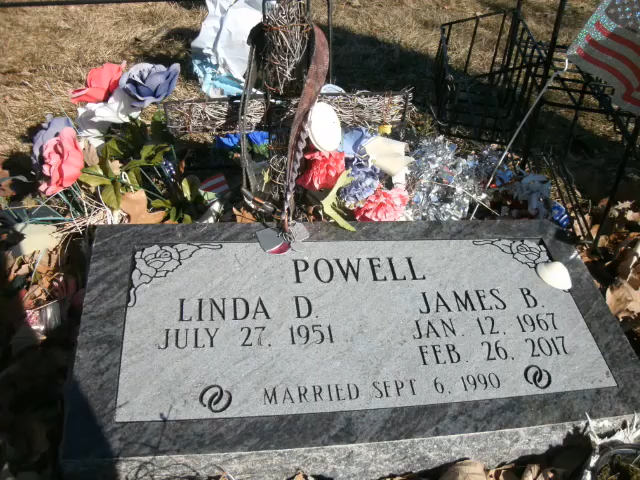 POWELL
LINDA D.
JULY 27, 1951
JAMES B.
JAN. 12, 1967
FEB. 26, 2017
MARRIED SEPT 6, 1990